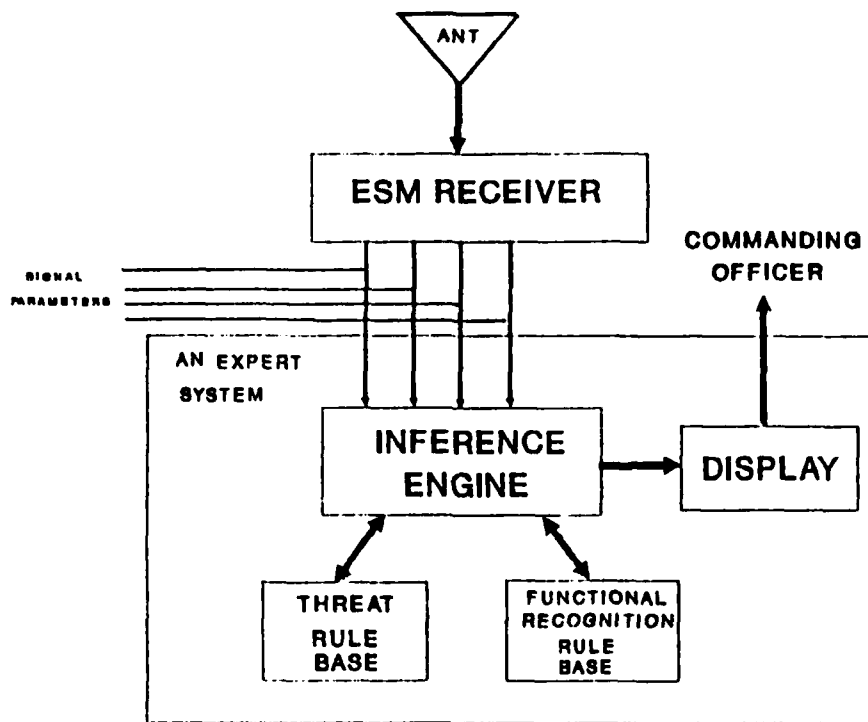 ANT
ESM RECEIVER
COMMANDING
OFFICER
SIGNAL
PARAMETERS
AN EXPERT
SYSTEM
INFERENCE
ENGINE
DISPLAY
THREAT
RULE
BASE
FUNCTIONAL
RECOGNITION
RULE
BASE